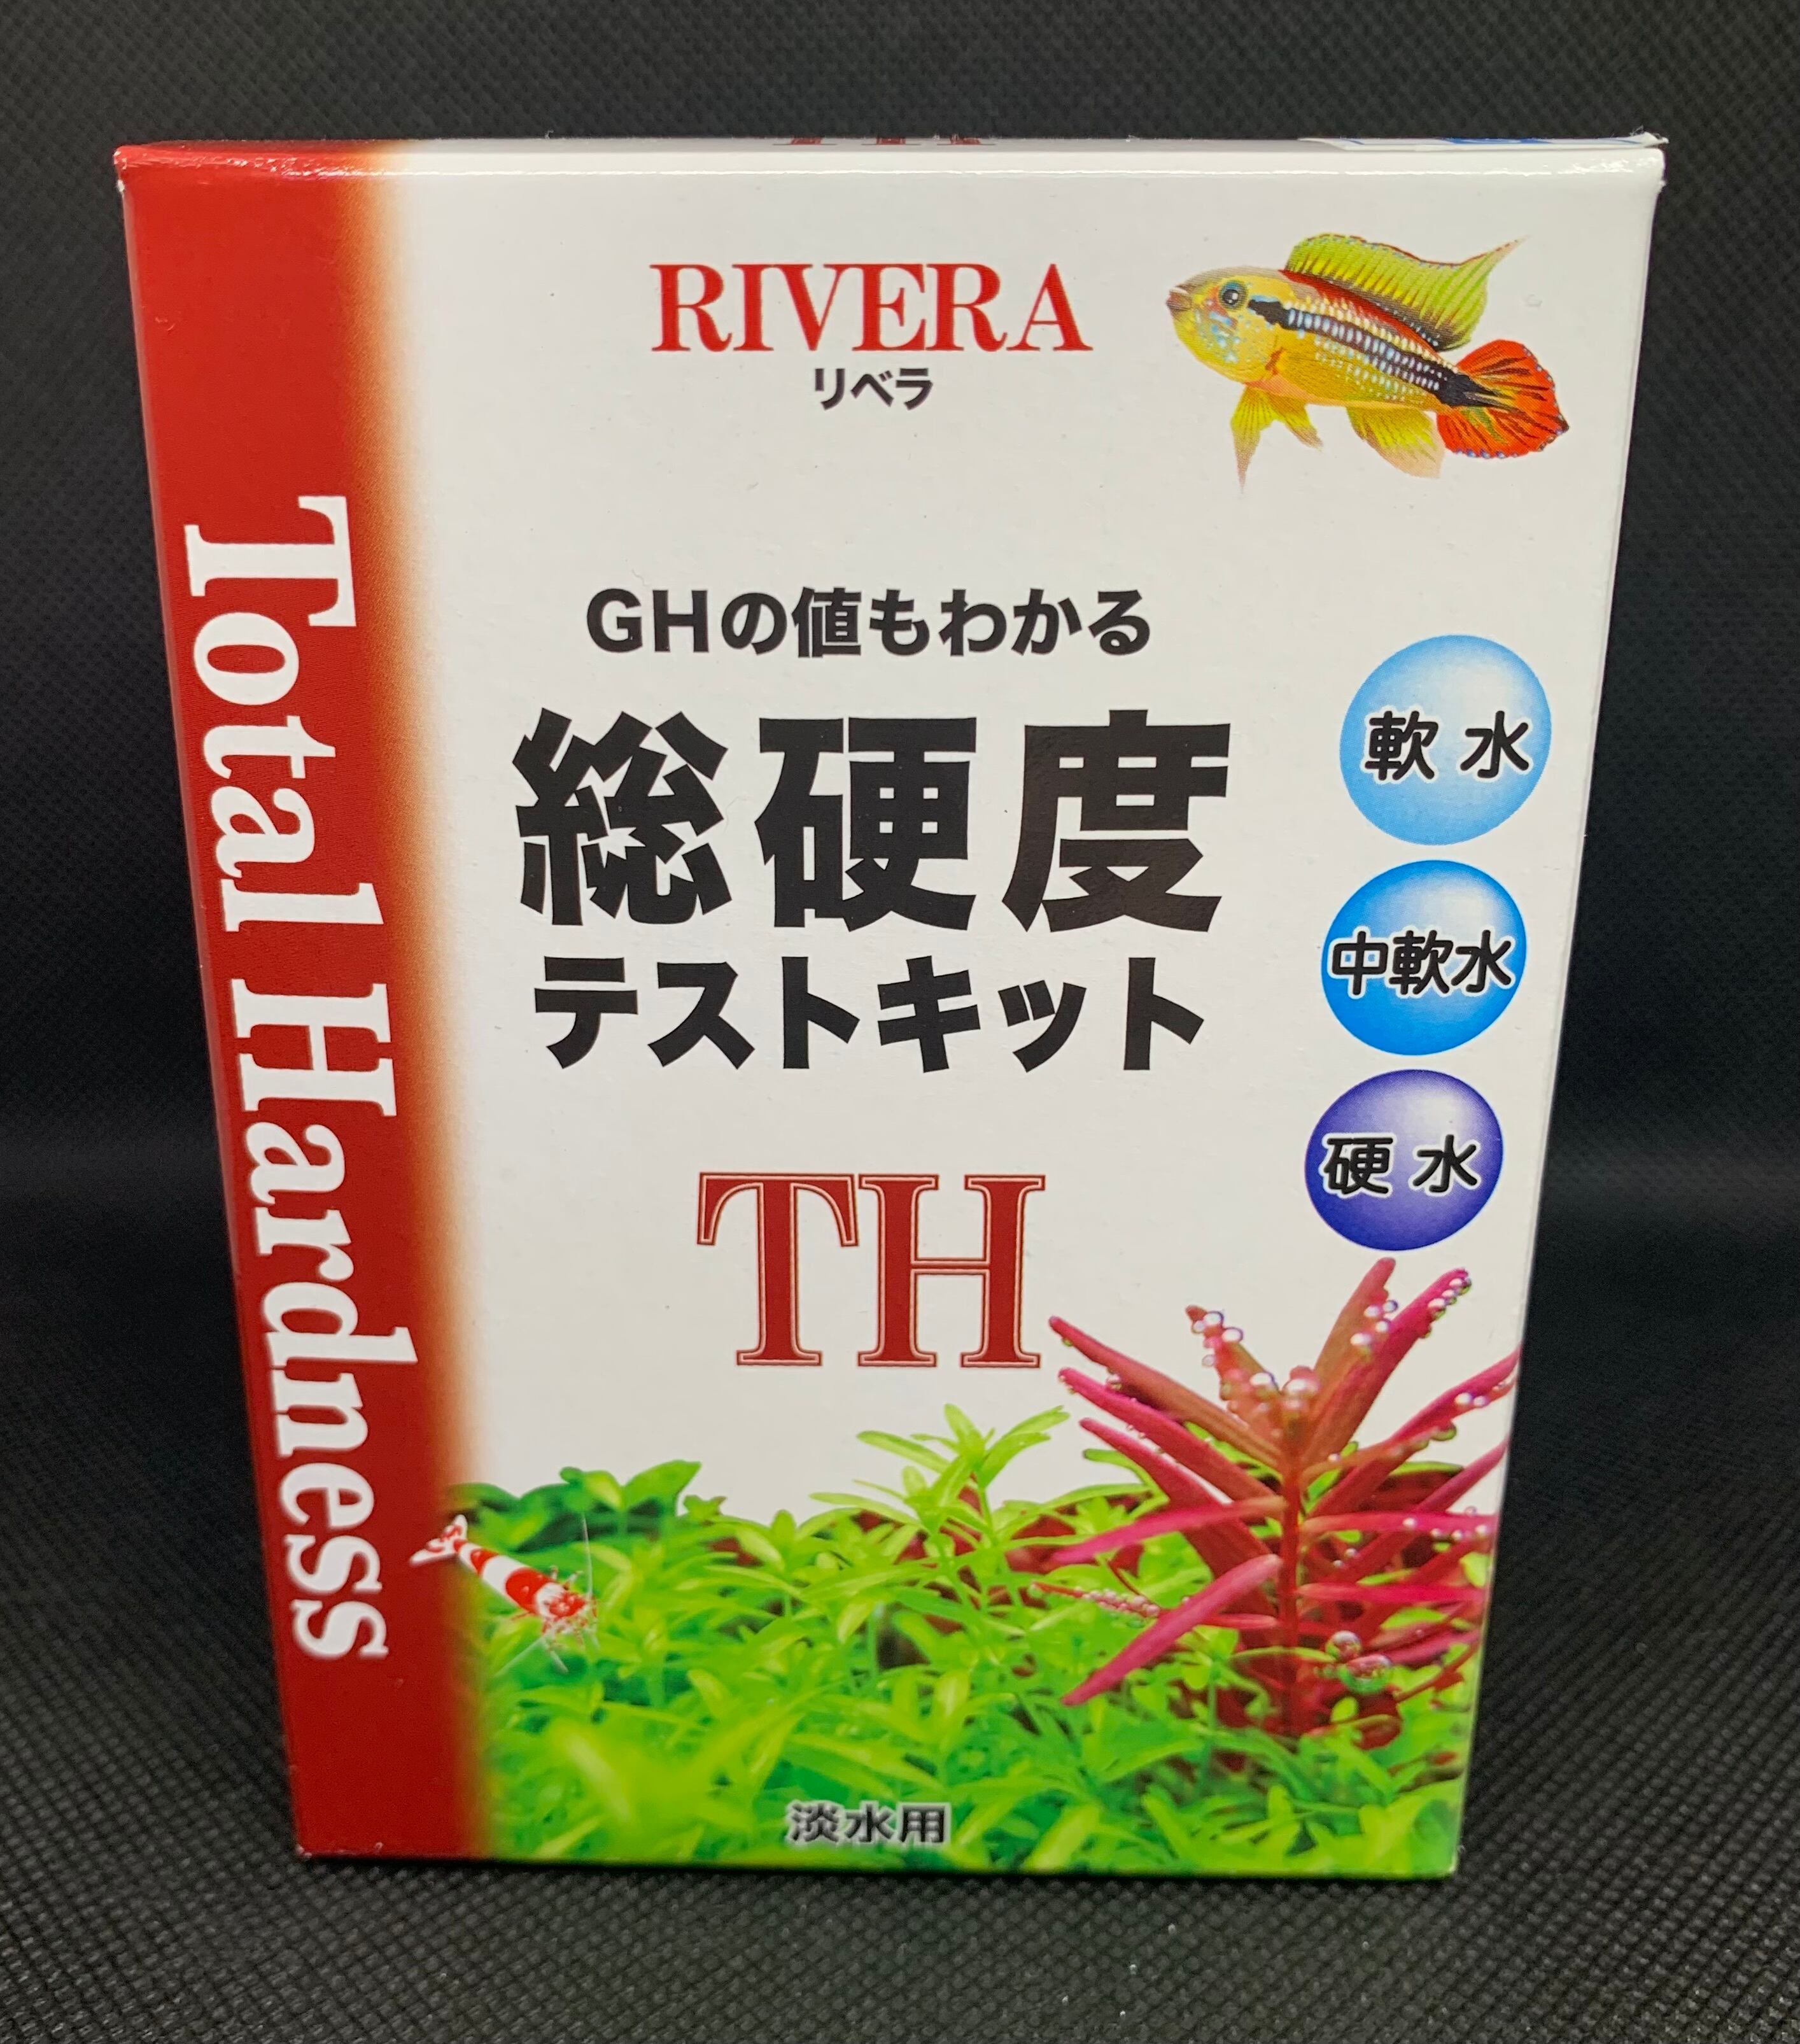 RIVERA
リベラ
GHの値もわかる
総硬度
テストキット
TH
軟水
中軟水
硬水
Total Hardness
淡水用